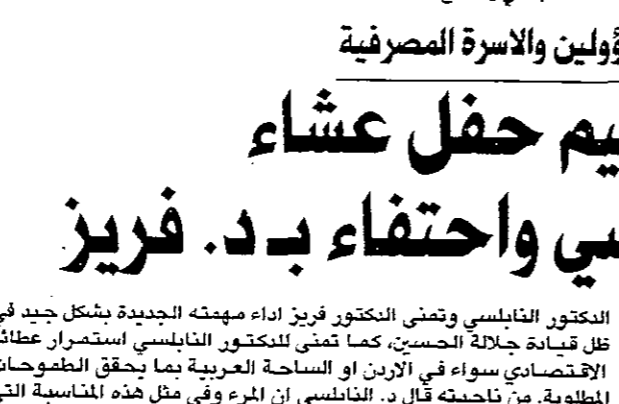 ؤولين والاسرة المصرفية
يم حفل عشاء
سي واحتفاء بـ د. فريز
الدكتور النابلسي وتمنى الدكتور فريز اداء مهمته الجديدة بشكل جيد في
ظل قيادة جلالة الحسين، كما تمنى للدكتور النابلسي استمرار عطائ
الاقتصادي سواء في الاردن او الساحة العربية بما يحقق الطموحات
المطلوبة. من ناحيته قال د. النابلسي ان المرء وفي مثل هذه المناسبة التي